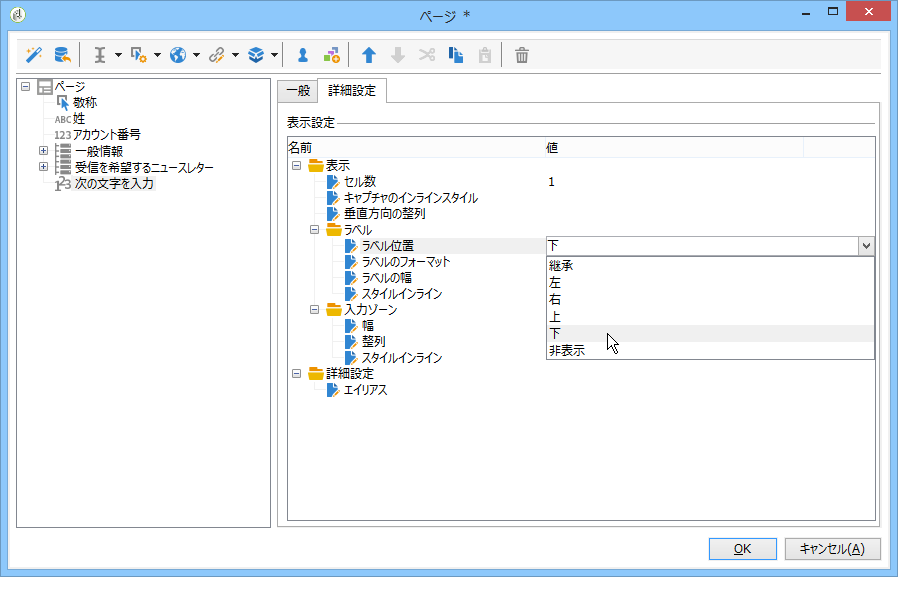 ページ *
ページ
敬称
ABC 姓
123 アカウント番号
一般情報
受信を希望するニュースレター
123 次の文字を入力
一般
詳細設定
表示設定
名前 値
表示
セル数 1
キャプチャのインラインスタイル
垂直方向の整列
ラベル
ラベル位置 下
ラベルのフォーマット
ラベルの幅
スタイルインライン
入力ゾーン
幅
整列
スタイルインライン
詳細設定
エイリアス
継承
左
右
上
下
非表示
OK
キャンセル(A)